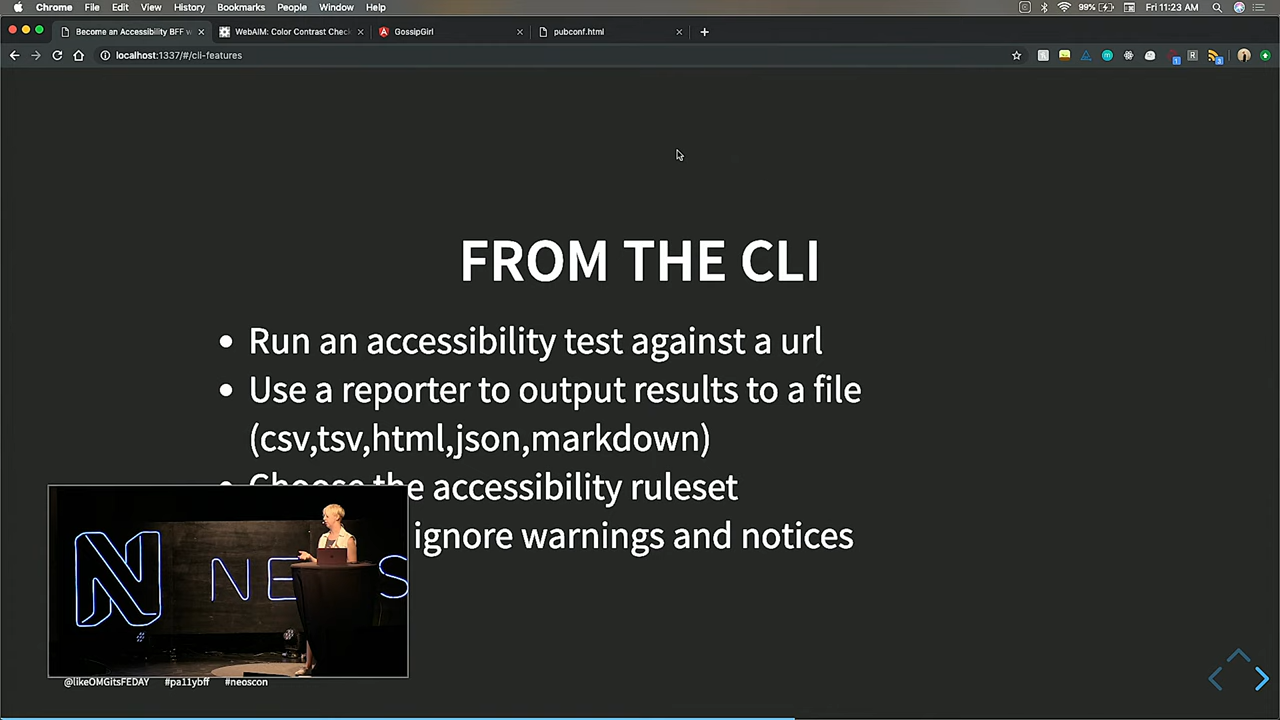 Chrome File Edit View History Bookmarks People Window Help 99% Fri 11:23 AM
Become an Accessibility BFF w WebAIM: Color Contrast Chec GossipGirl pubconf.html
localhost:1337/#/cli-features
FROM THE CLI
Run an accessibility test against a url
Use a reporter to output results to a file
(csv,tsv,html,json,markdown)
Choose the accessibility ruleset
ignore warnings and notices
N NE S
@likeOMGitsFEDAY #pa11ybff #neoscon